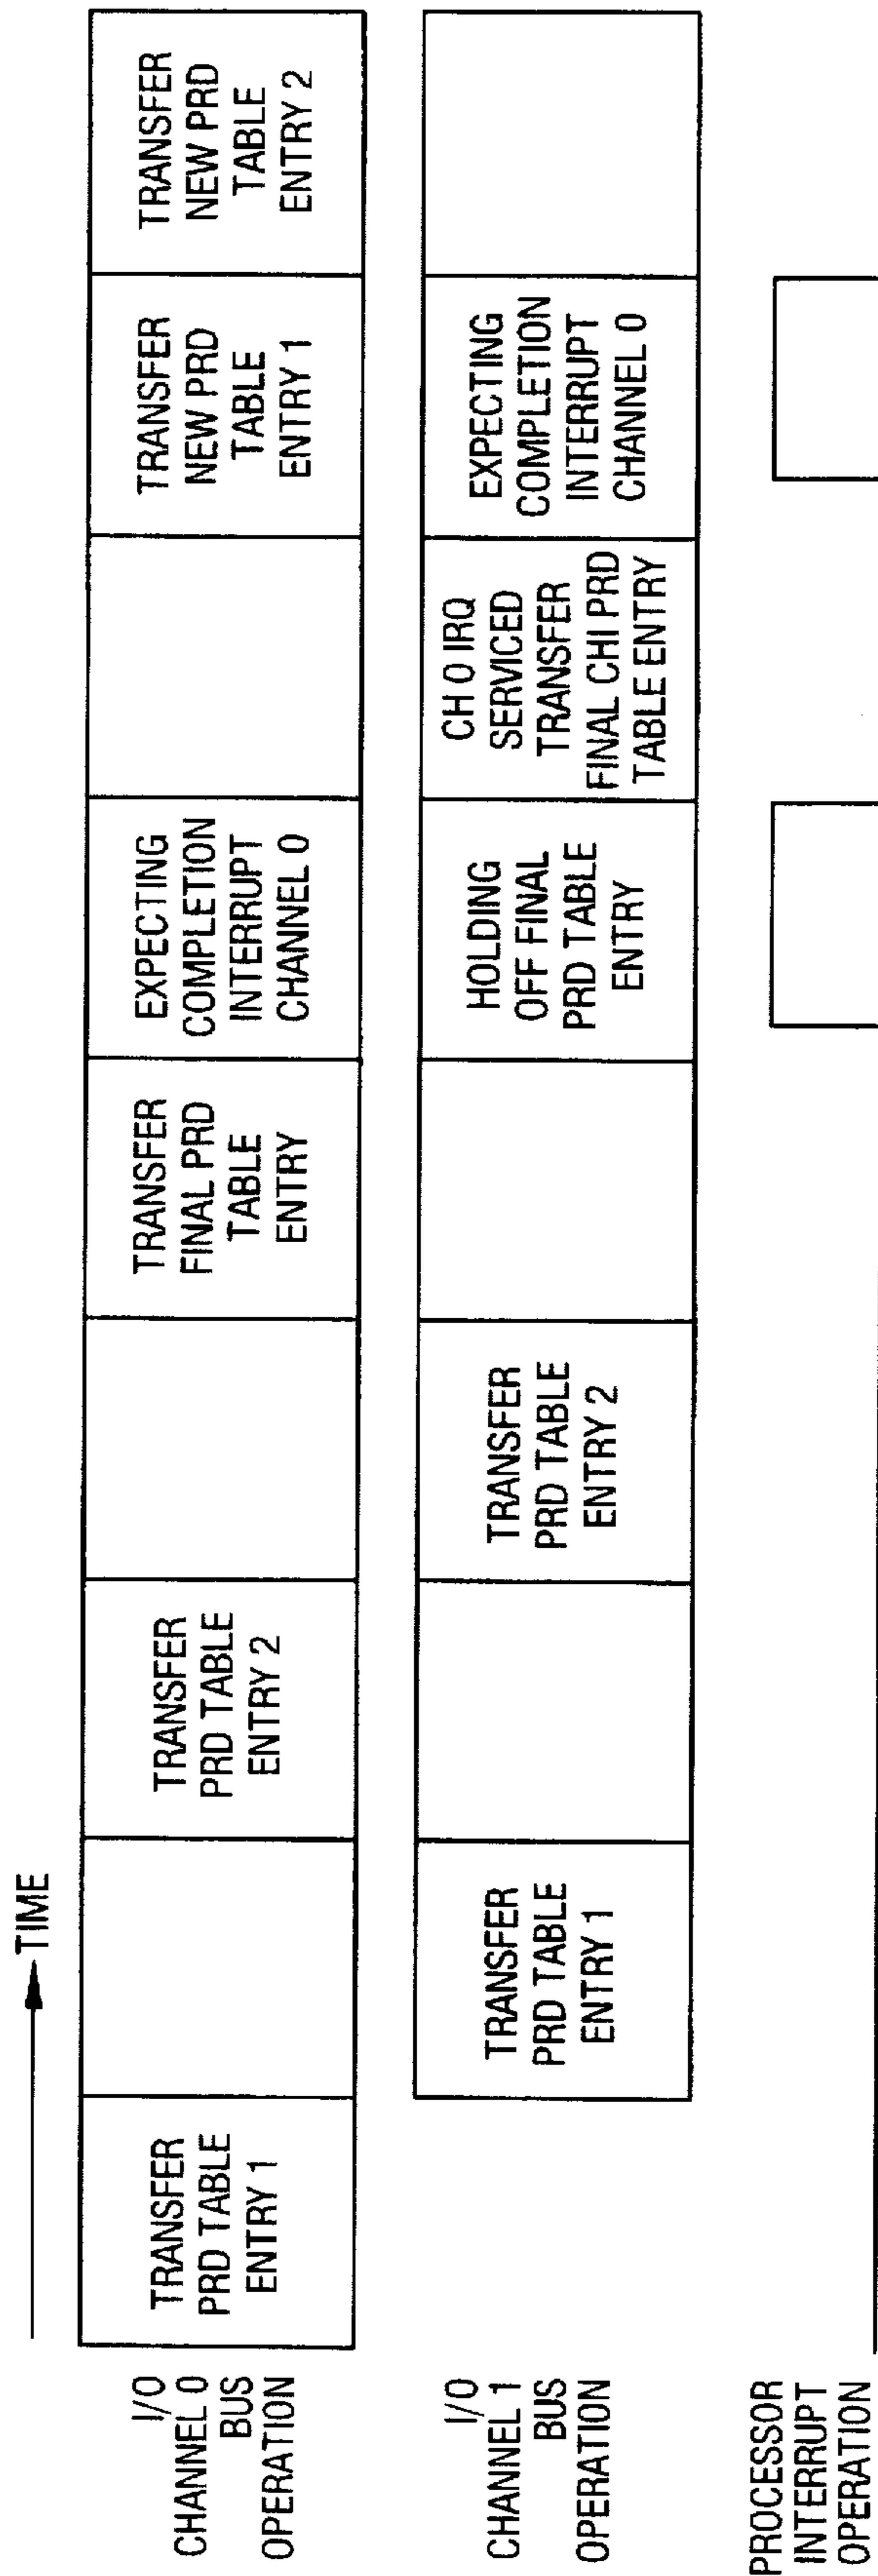 TIME
I/O
CHANNEL 0
BUS
OPERATION
TRANSFER
PRD TABLE
ENTRY 1
TRANSFER
PRD TABLE
ENTRY 2
TRANSFER
FINAL PRD
TABLE
ENTRY
EXPECTING
COMPLETION
INTERRUPT
CHANNEL 0
TRANSFER
NEW PRD
TABLE
ENTRY 1
TRANSFER
NEW PRD
TABLE
ENTRY 2
I/O
CHANNEL 1
BUS
OPERATION
TRANSFER
PRD TABLE
ENTRY 1
TRANSFER
PRD TABLE
ENTRY 2
HOLDING
OFF FINAL
PRD TABLE
ENTRY
CH 0 IRQ
SERVICED
TRANSFER
FINAL CHI PRD
TABLE ENTRY
EXPECTING
COMPLETION
INTERRUPT
CHANNEL 0
PROCESSOR
INTERRUPT
OPERATION